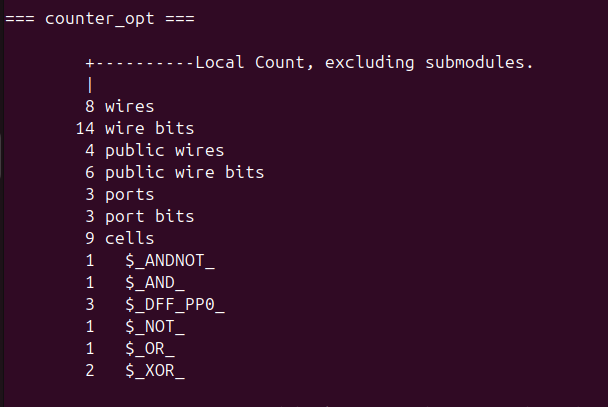 === counter_opt ===
+----------Local Count, excluding submodules.
|
8 wires
14 wire bits
4 public wires
6 public wire bits
3 ports
3 port bits
9 cells
1 $_ANDNOT_
1 $_AND_
3 $_DFF_PP0_
1 $_NOT_
1 $_OR_
2 $_XOR_